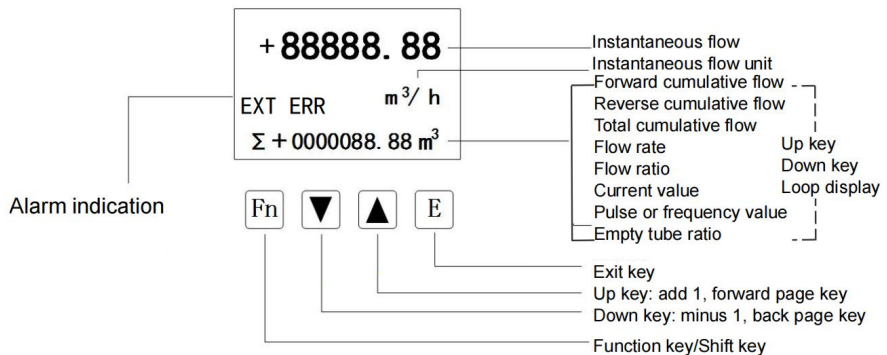 +88888.88
m³/h
EXT ERR
Σ+0000088.88 m³
Alarm indication
Fn
▼
▲
E
Instantaneous flow
Instantaneous flow unit
Forward cumulative flow
Reverse cumulative flow
Total cumulative flow
Flow rate
Flow ratio
Current value
Pulse or frequency value
Empty tube ratio
Up key
Down key
Loop display
Exit key
Up key: add 1, forward page key
Down key: minus 1, back page key
Function key/Shift key